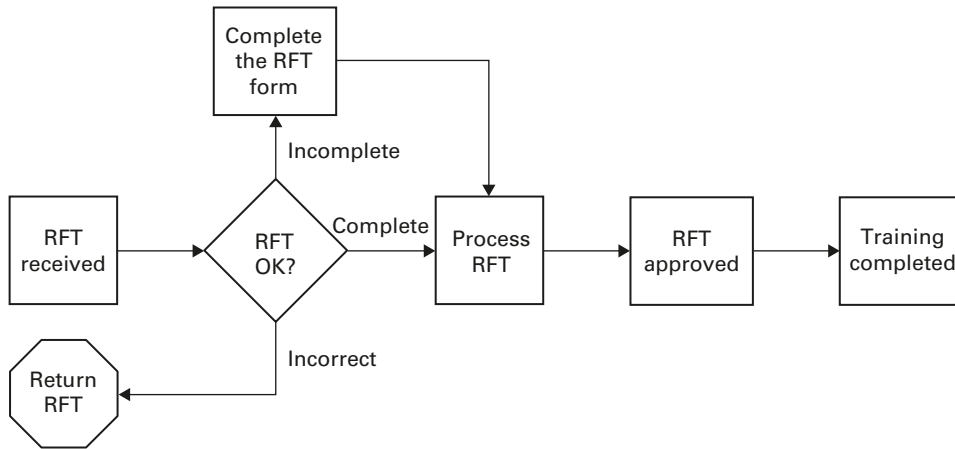 Complete
the RFT
form
Incomplete
RFT
received
RFT
OK?
Complete
Process
RFT
RFT
approved
Training
completed
Incorrect
Return
RFT